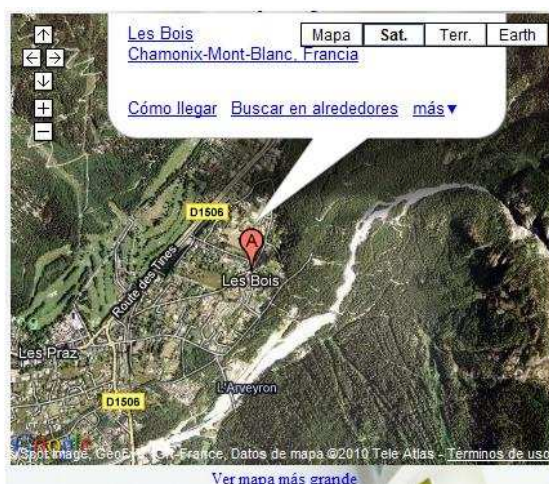 Les Bois
Chamonix-Mont-Blanc, Francia
Mapa Sat. Terr. Earth
Cómo llegar Buscar en alrededores más▼
D1506
A
Route des Tines
Les Bois
Les Praz
L'Arveyron
D1506
Google
Spot Image, France, Datos de mapa ©2010 Tele Atlas - Términos de uso
Ver mapa más grande